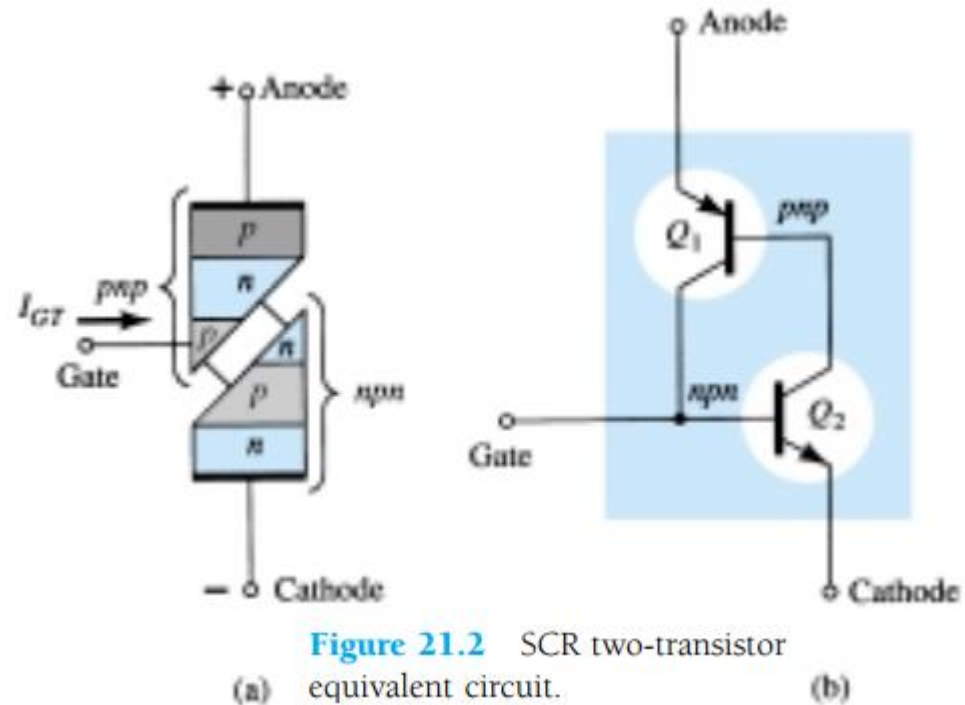 + Anode
p
n
pnp
I_GT
p
Gate
n
p
npn
n
− Cathode
(a)
Anode
pnp
Q1
npn
Q2
Gate
Cathode
(b)
Figure 21.2 SCR two-transistor
equivalent circuit.